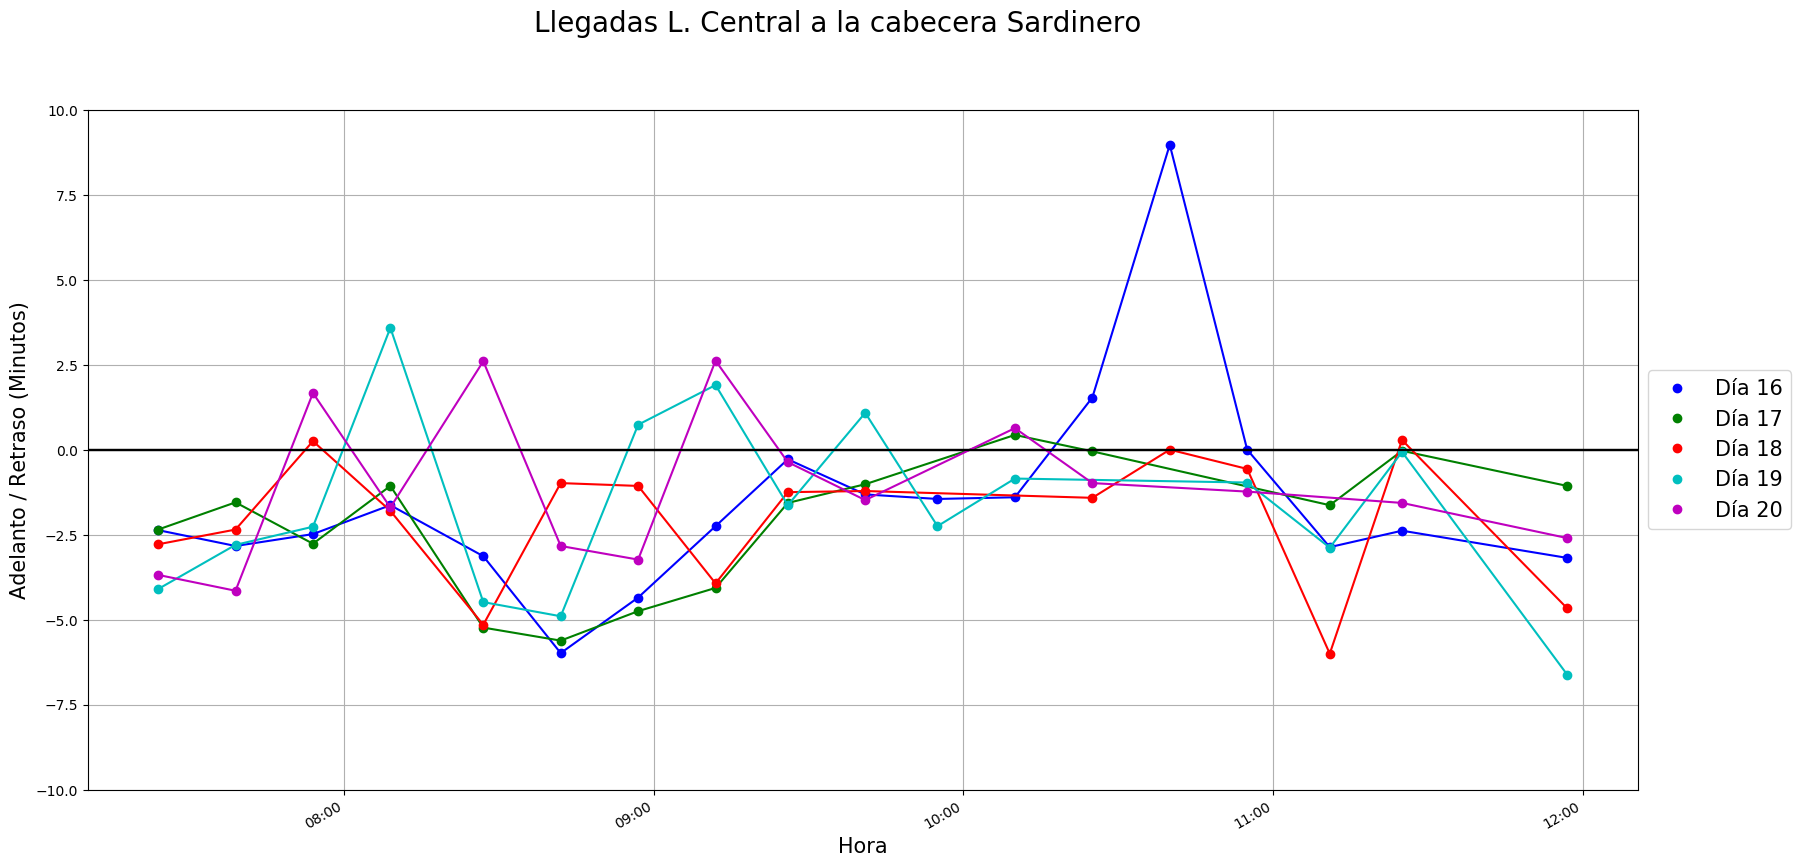 Llegadas L. Central a la cabecera Sardinero
Adelanto / Retraso (Minutos)
10.0
7.5
5.0
2.5
0.0
−2.5
−5.0
−7.5
−10.0
08:00
09:00
10:00
11:00
12:00
Hora
Día 16
Día 17
Día 18
Día 19
Día 20